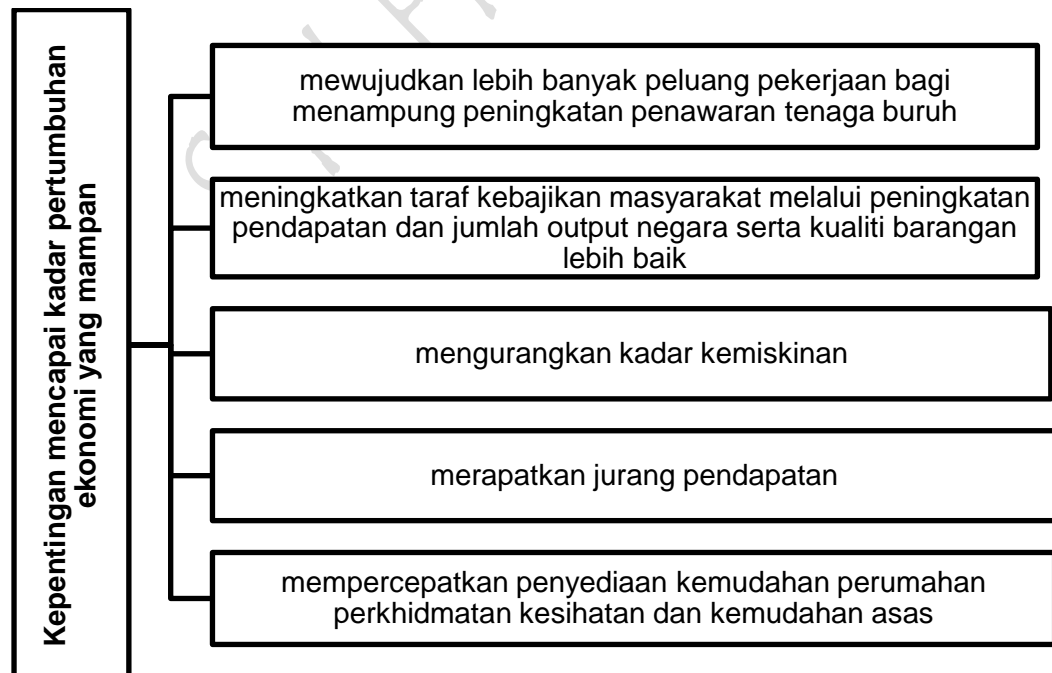 Kepentingan mencapai kadar pertumbuhan
ekonomi yang mampan
mewujudkan lebih banyak peluang pekerjaan bagi
menampung peningkatan penawaran tenaga buruh
meningkatkan taraf kebajikan masyarakat melalui peningkatan
pendapatan dan jumlah output negara serta kualiti barangan
lebih baik
mengurangkan kadar kemiskinan
merapatkan jurang pendapatan
mempercepatkan penyediaan kemudahan perumahan
perkhidmatan kesihatan dan kemudahan asas